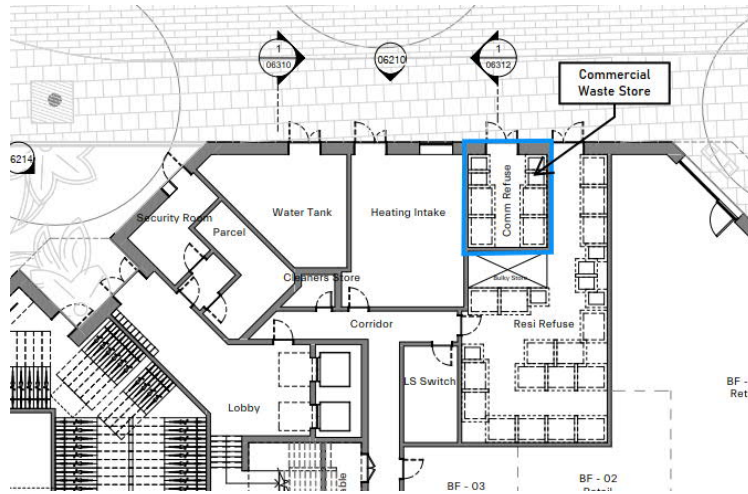 1
06310
06210
1
06312
Commercial
Waste Store
6214
Security Room
Parcel
Water Tank
Heating Intake
Comm Refuse
Cleaners Store
Bulky Store
Corridor
Resi Refuse
LS Switch
Lobby
BF -
Ret
BF - 03
BF - 02
Retail
able